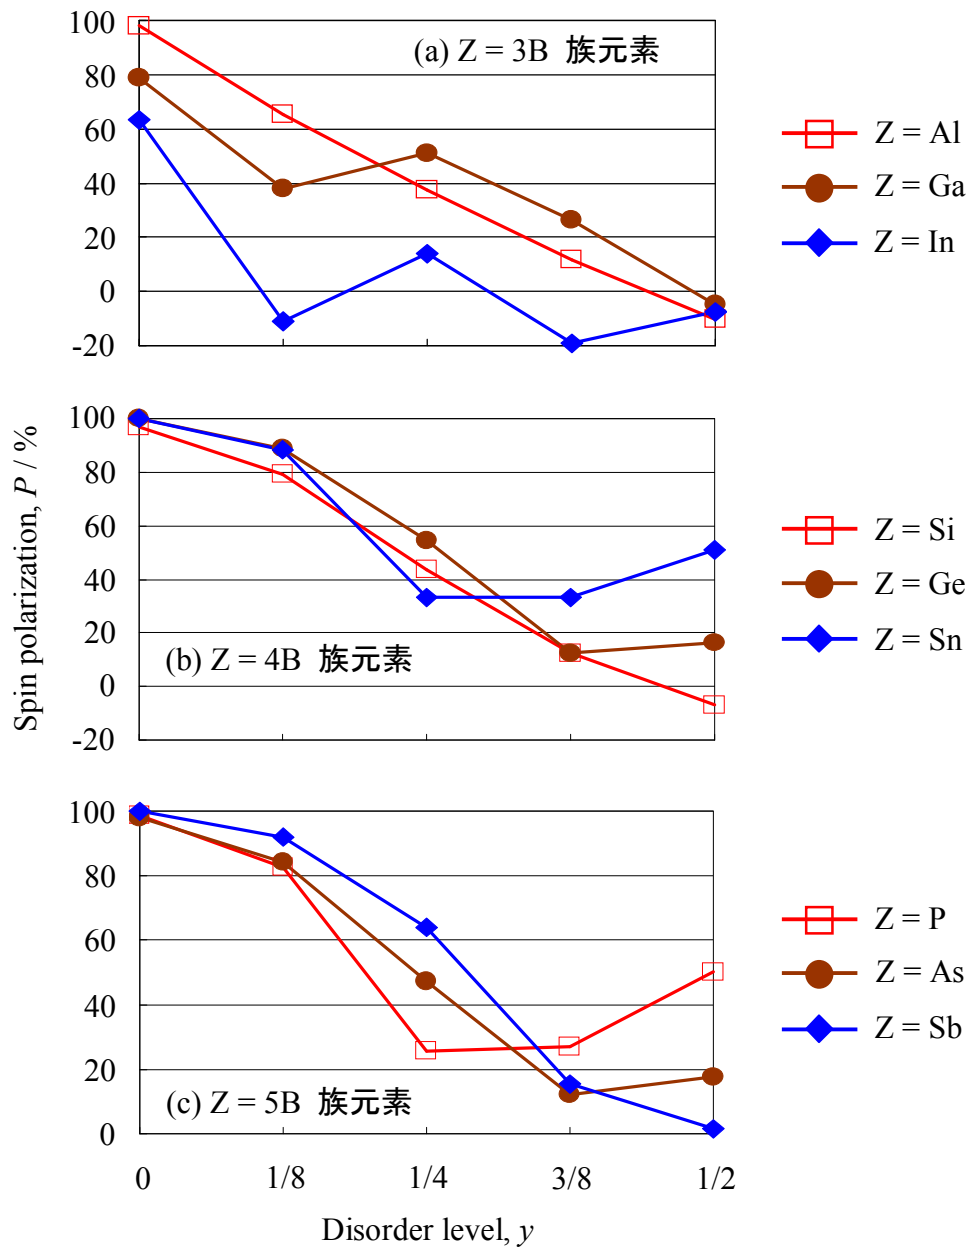 100
80
60
40
20
0
-20
(a) Z = 3B 族元素
Z = Al
Z = Ga
Z = In
Spin polarization, P / %
100
80
60
40
20
0
-20
(b) Z = 4B 族元素
Z = Si
Z = Ge
Z = Sn
100
80
60
40
20
0
(c) Z = 5B 族元素
Z = P
Z = As
Z = Sb
0 1/8 1/4 3/8 1/2
Disorder level, y